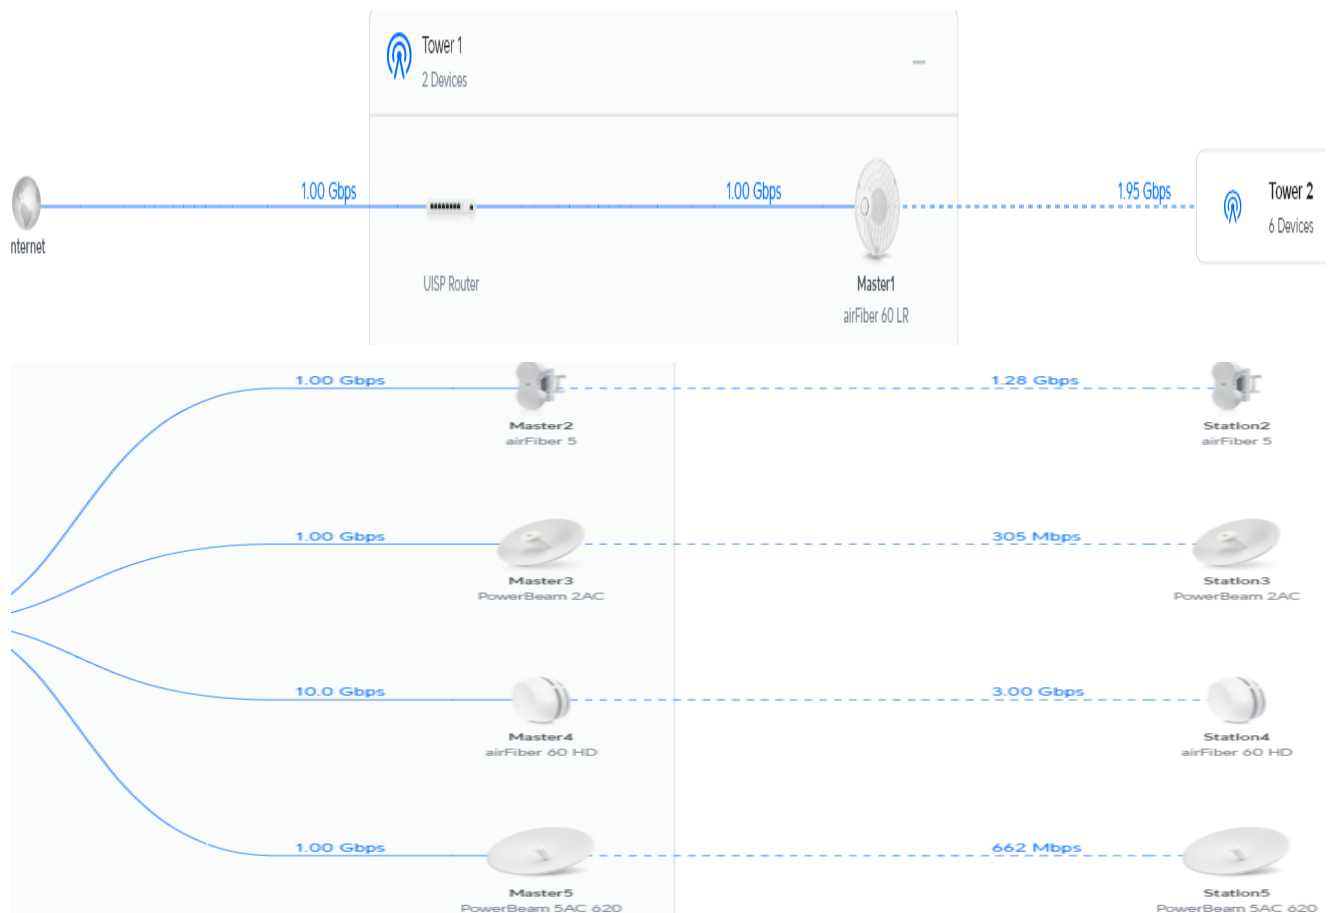 Tower 1
2 Devices
1.00 Gbps
1.00 Gbps
1.95 Gbps
Tower 2
6 Devices
nternet
UISP Router
Master1
airFiber 60 LR
1.00 Gbps
1.28 Gbps
Master2
airFiber 5
Station2
airFiber 5
1.00 Gbps
305 Mbps
Master3
PowerBeam 2AC
Station3
PowerBeam 2AC
10.0 Gbps
3.00 Gbps
Master4
airFiber 60 HD
Station4
airFiber 60 HD
1.00 Gbps
662 Mbps
Master5
PowerBeam 5AC 620
Station5
PowerBeam 5AC 620